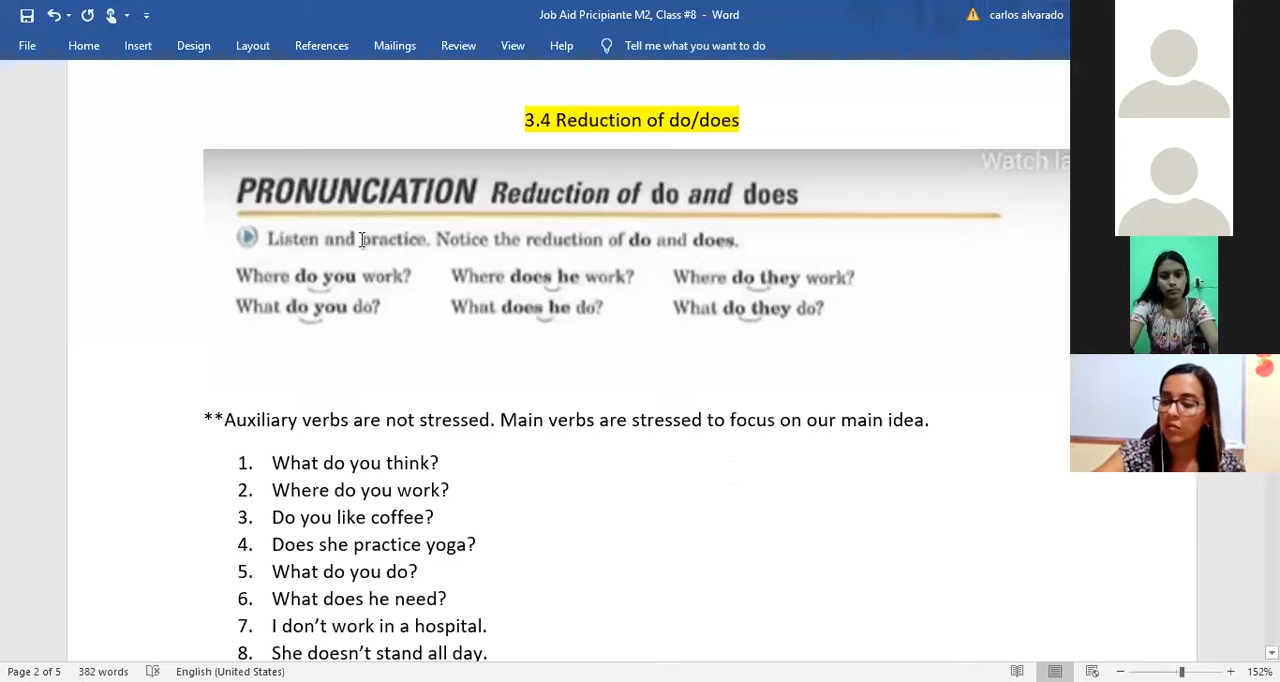 Job Aid Pricipiante M2, Class #8 - Word
carlos alvarado
File Home Insert Design Layout References Mailings Review View Help Tell me what you want to do
3.4 Reduction of do/does
Watch la
PRONUNCIATION Reduction of do and does
Listen and practice. Notice the reduction of do and does.
Where do you work? Where does he work? Where do they work?
What do you do? What does he do? What do they do?
**Auxiliary verbs are not stressed. Main verbs are stressed to focus on our main idea.
1. What do you think?
2. Where do you work?
3. Do you like coffee?
4. Does she practice yoga?
5. What do you do?
6. What does he need?
7. I don't work in a hospital.
8. She doesn't stand all day.
Page 2 of 5 382 words English (United States) 152%